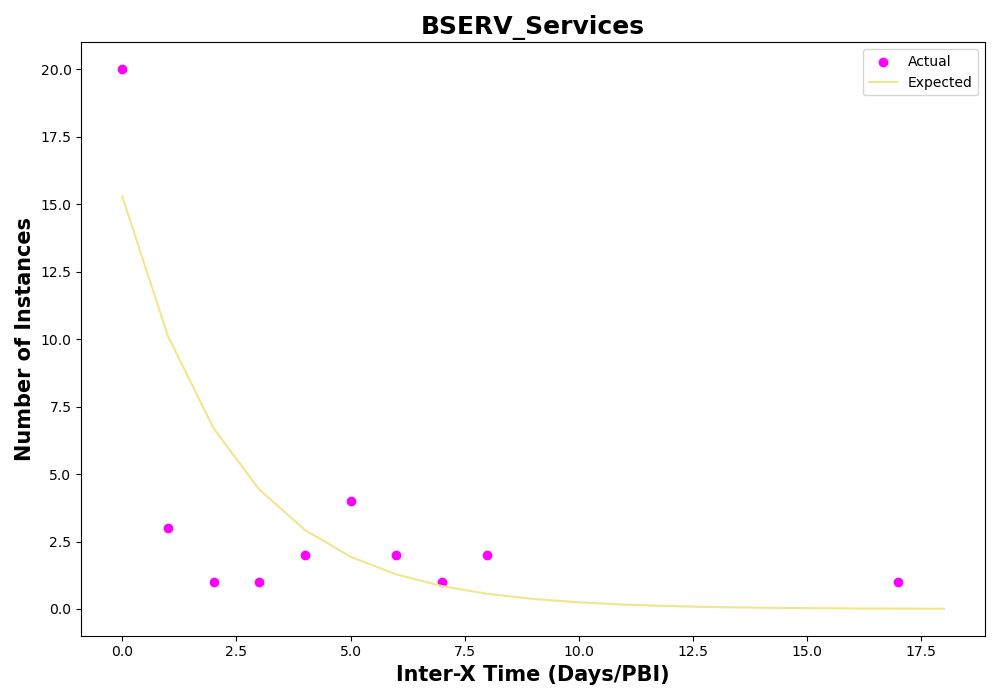 BSERV_Services
Actual
Expected
20.0
17.5
15.0
12.5
10.0
7.5
5.0
2.5
0.0
Number of Instances
0.0 2.5 5.0 7.5 10.0 12.5 15.0 17.5
Inter-X Time (Days/PBI)